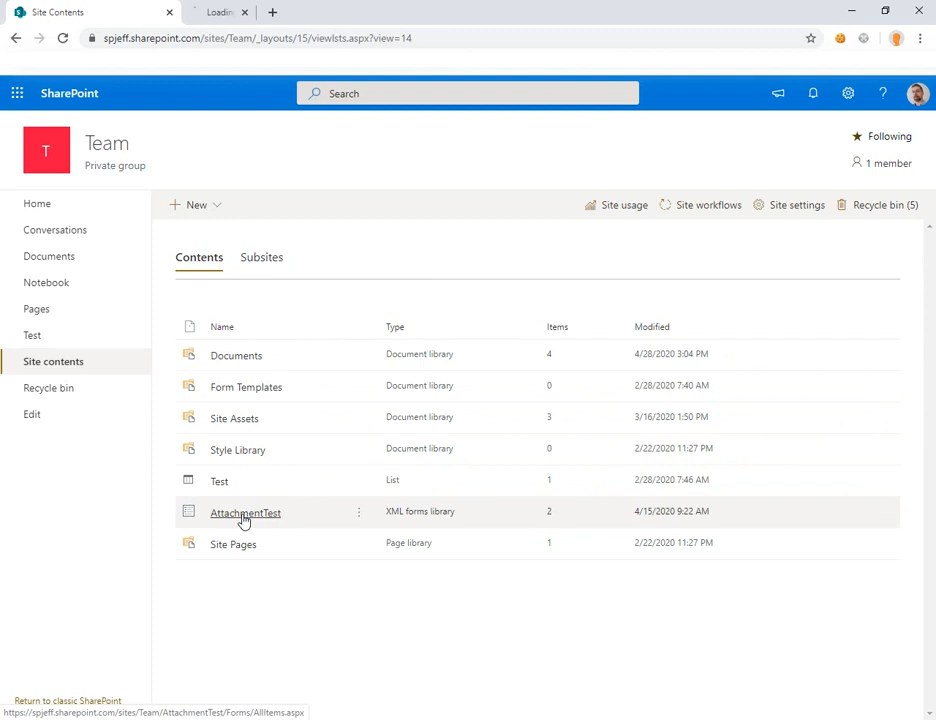 Site Contents
Loading
spjeff.sharepoint.com/sites/Team/_layouts/15/viewlsts.aspx?view=14
SharePoint
Search
T
Team
Private group
Following
1 member
Home
Conversations
Documents
Notebook
Pages
Test
Site contents
Recycle bin
Edit
New
Site usage
Site workflows
Site settings
Recycle bin (5)
Contents
Subsites
Name Type Items Modified
Documents Document library 4 4/28/2020 3:04 PM
Form Templates Document library 0 2/28/2020 7:40 AM
Site Assets Document library 3 3/16/2020 1:50 PM
Style Library Document library 0 2/22/2020 11:27 PM
Test List 1 2/28/2020 7:46 AM
AttachmentTest XML forms library 2 4/15/2020 9:22 AM
Site Pages Page library 1 2/22/2020 11:27 PM
Return to classic SharePoint
https://spjeff.sharepoint.com/sites/Team/AttachmentTest/Forms/AllItems.aspx